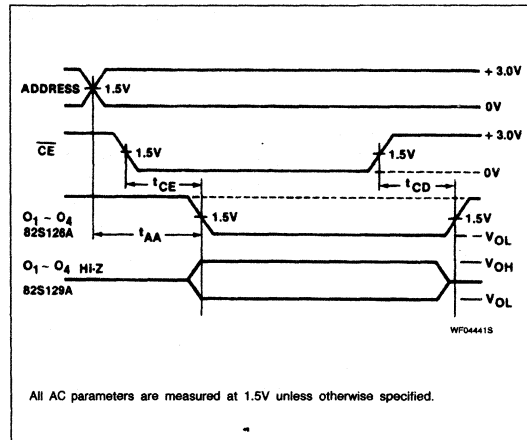 + 3.0V
ADDRESS
1.5V
0V
+ 3.0V
CE
1.5V
1.5V
0V
tCE
tCD
O1 ~ O4
82S126A
1.5V
1.5V
tAA
VOL
O1 ~ O4 HI-Z
82S129A
VOH
VOL
WF04441S
All AC parameters are measured at 1.5V unless otherwise specified.